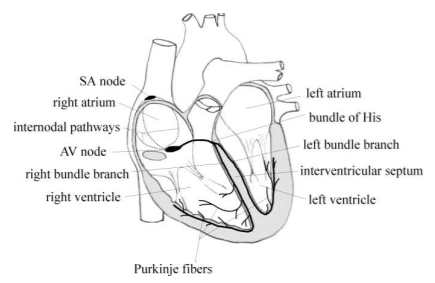 SA node
right atrium
internodal pathways
AV node
right bundle branch
right ventricle
left atrium
bundle of His
left bundle branch
interventricular septum
left ventricle
Purkinje fibers